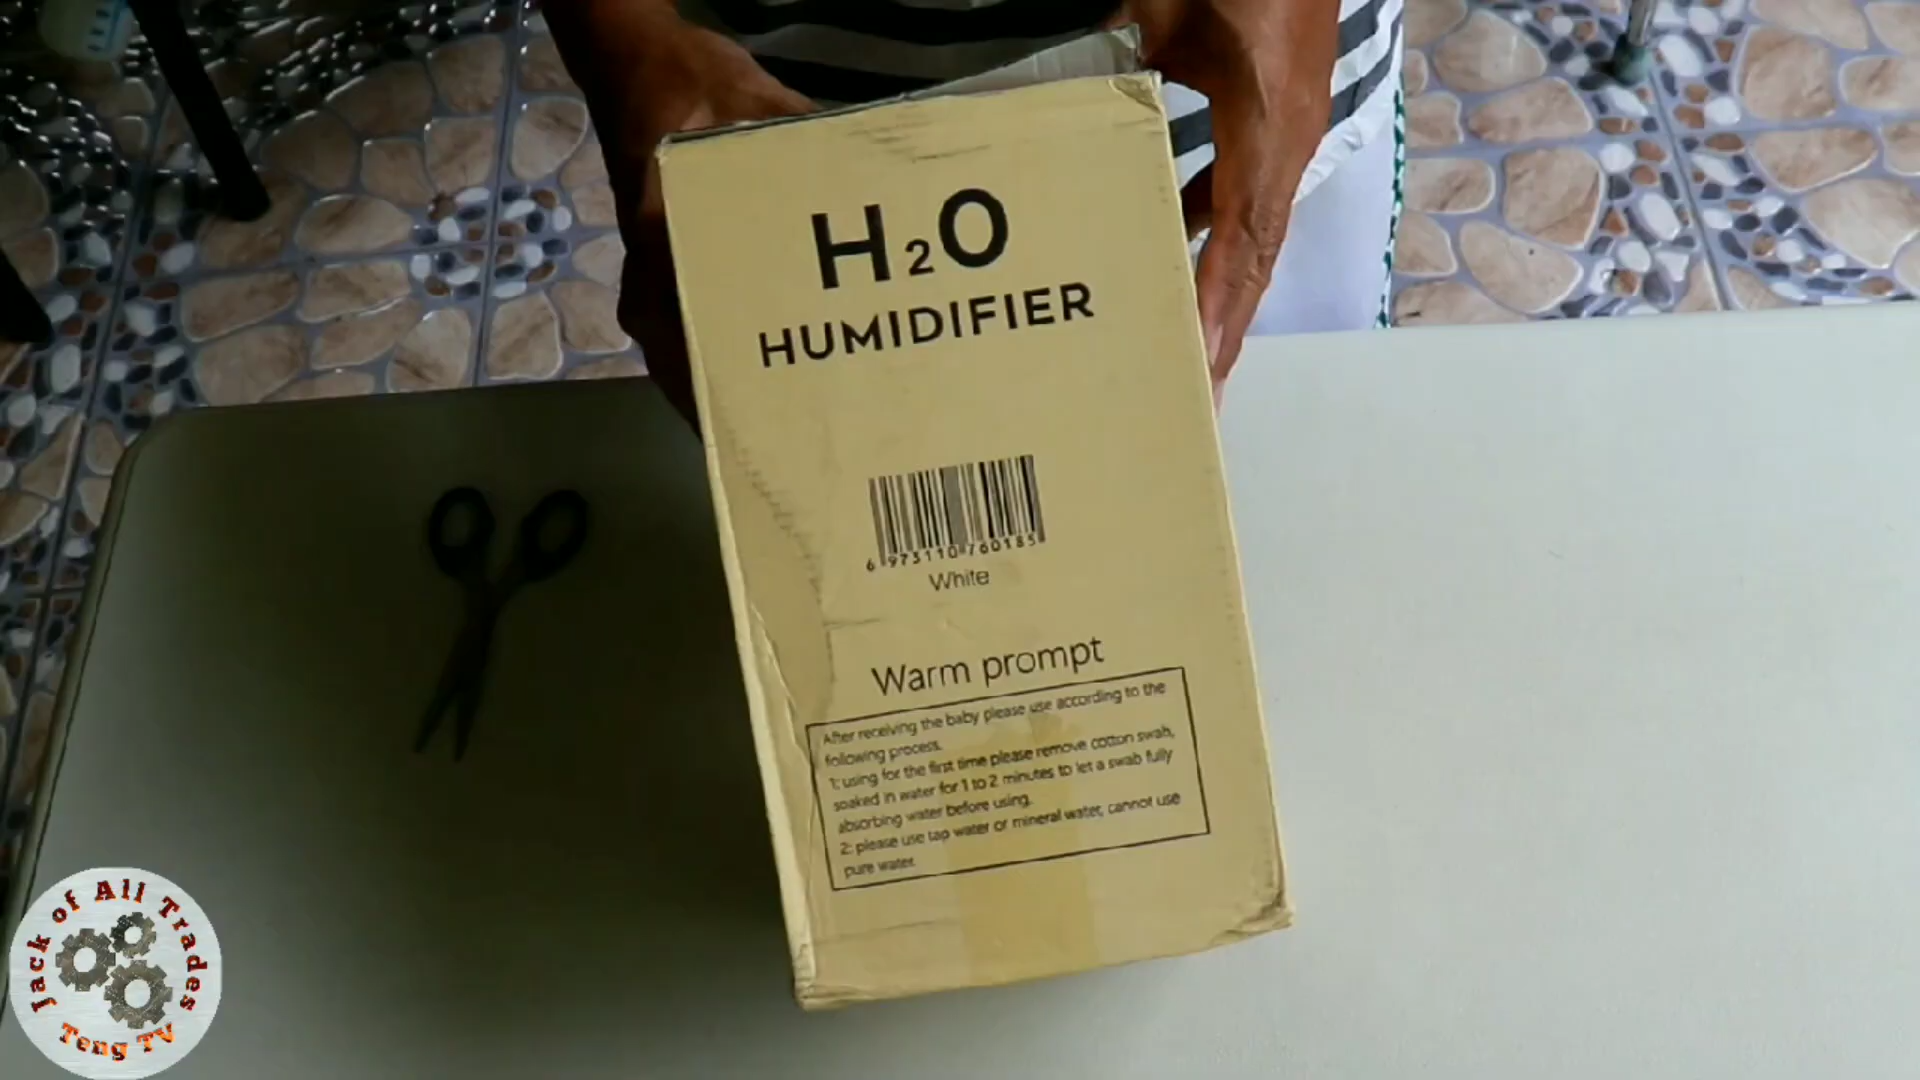 H2O
HUMIDIFIER
6 973110 760185
White
Warm prompt
After receiving the baby please use according to the
following process.
1: using for the first time please remove cotton swab,
soaked in water for 1 to 2 minutes to let a swab fully
absorbing water before using.
2: please use tap water or mineral water, cannot use
pure water.
Jack of All Trades
Teng TV